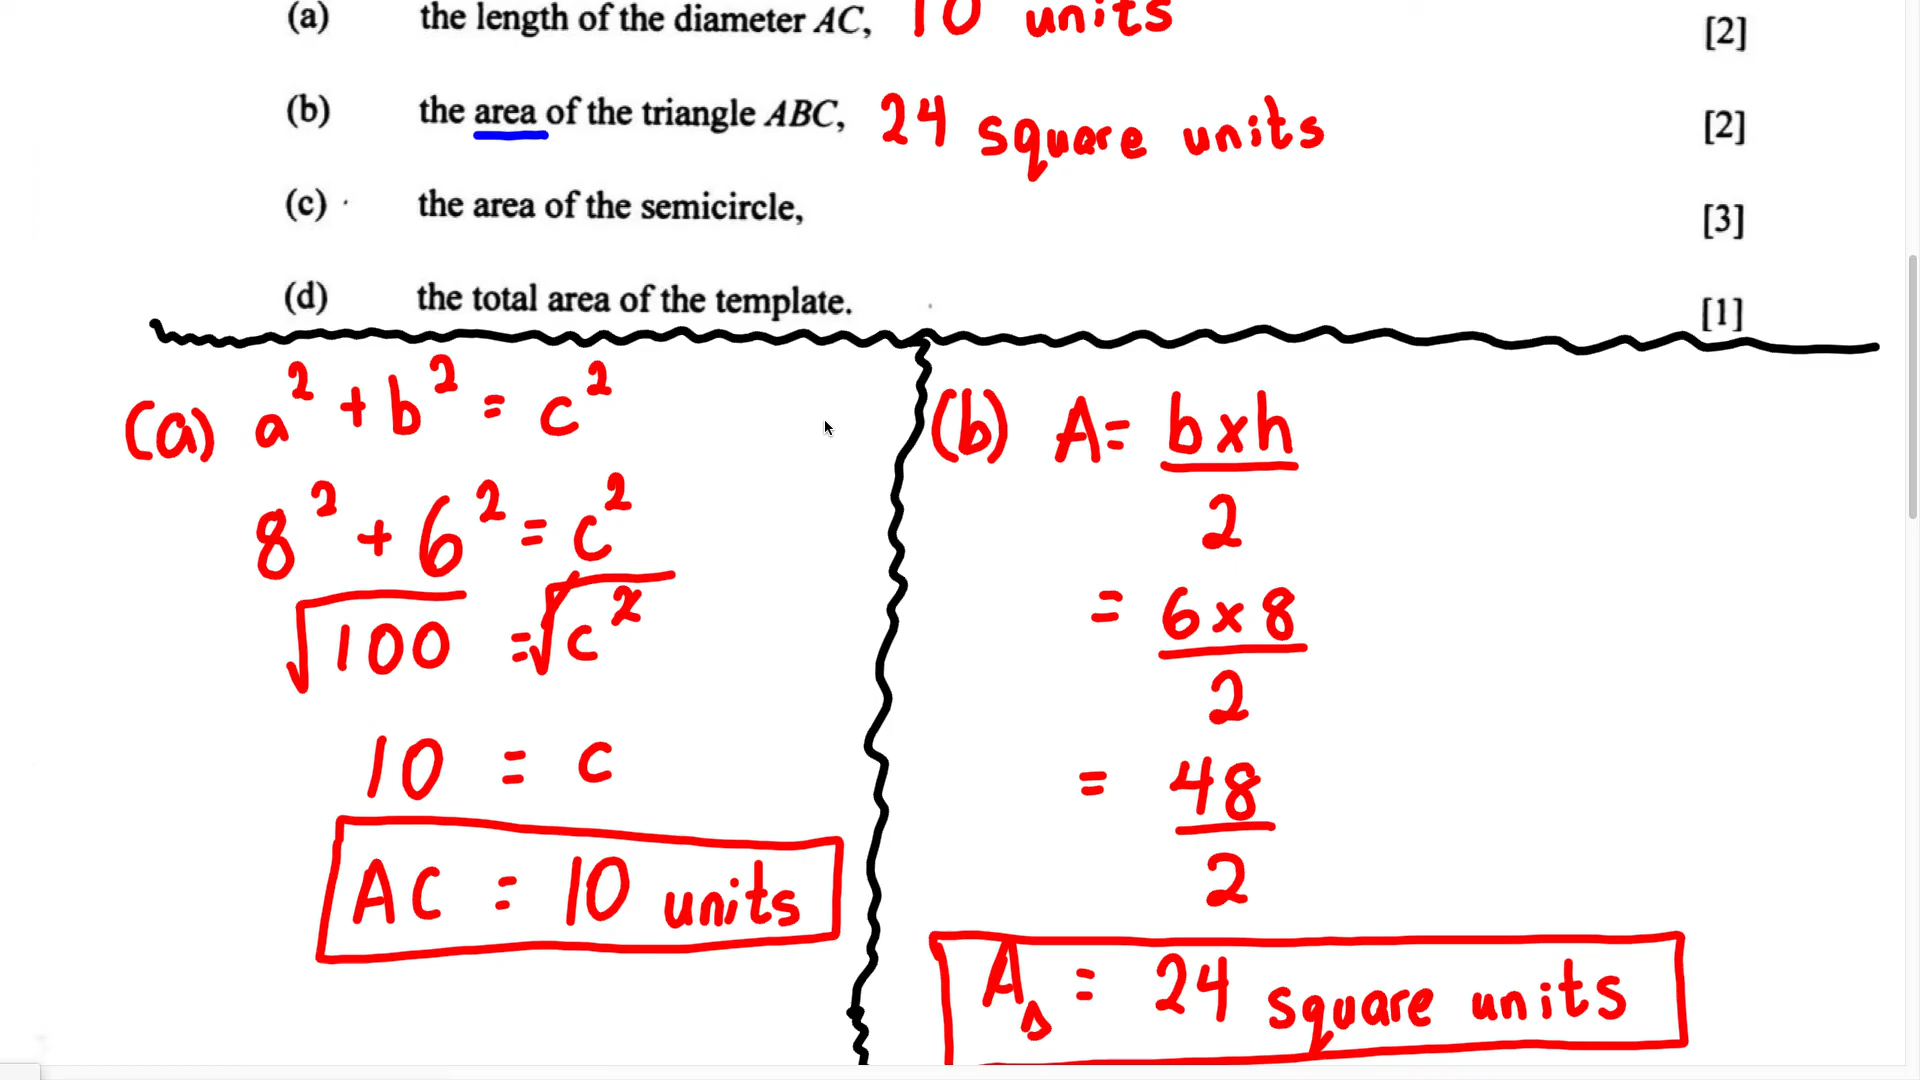 (a) the length of the diameter AC, 10 units [2]
(b) the area of the triangle ABC, 24 square units [2]
(c) the area of the semicircle, [3]
(d) the total area of the template. [1]
(a) a² + b² = c²
8² + 6² = c²
√100 = √c²
10 = c
AC = 10 units
(b) A = b×h
2
= 6×8
2
= 48
2
A△ = 24 square units